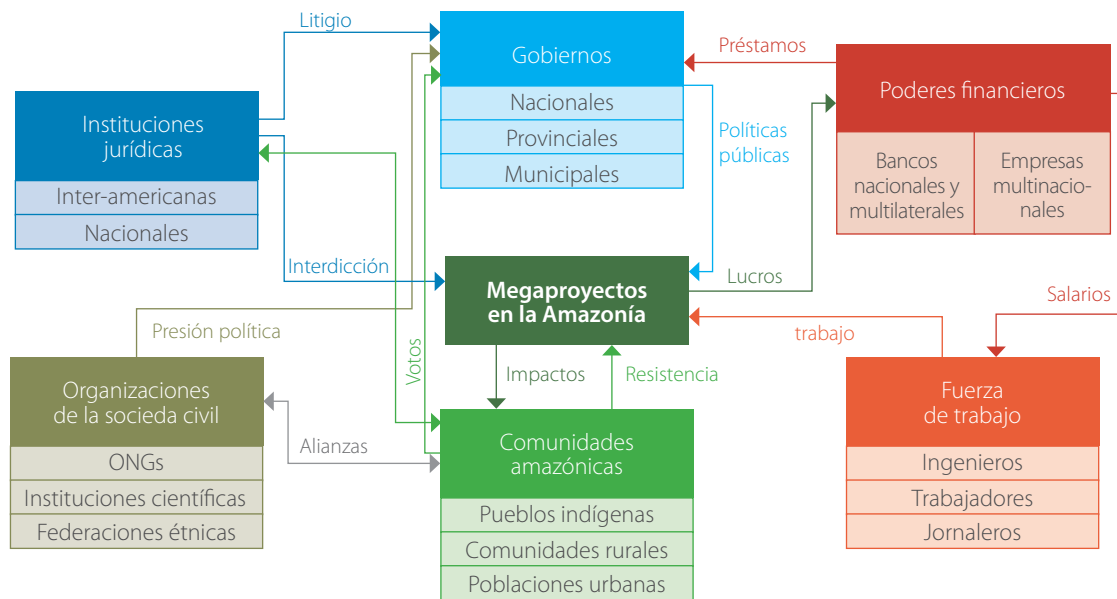 Litigio
Gobiernos
Nacionales
Provinciales
Municipales
Préstamos
Poderes financieros
Bancos
nacionales y
multilaterales
Empresas
multinacio-
nales
Instituciones
jurídicas
Inter-americanas
Nacionales
Políticas
públicas
Interdicción
Megaproyectos
en la Amazonía
Lucros
Salarios
Presión política
Votos
Impactos
Resistencia
trabajo
Organizaciones
de la socieda civil
ONGs
Instituciones científicas
Federaciones étnicas
Alianzas
Comunidades
amazónicas
Pueblos indígenas
Comunidades rurales
Poblaciones urbanas
Fuerza
de trabajo
Ingenieros
Trabajadores
Jornaleros